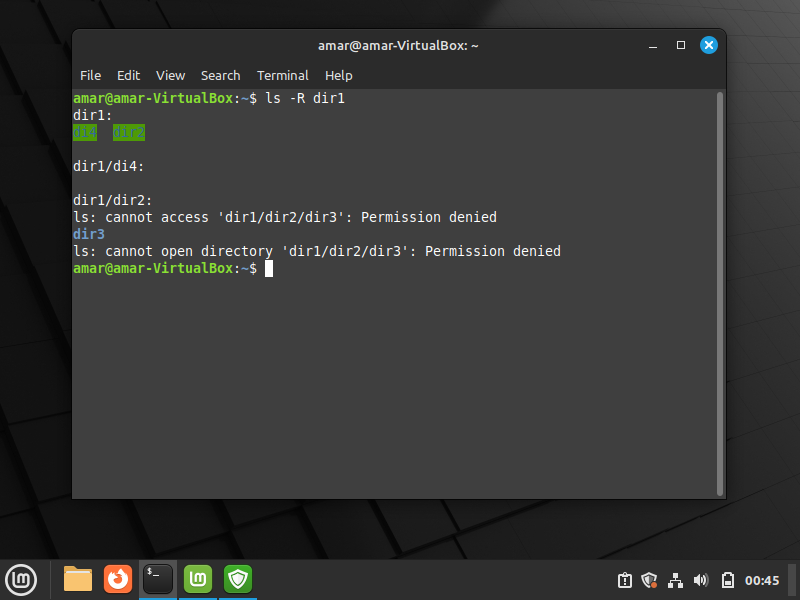 amar@amar-VirtualBox: ~
File Edit View Search Terminal Help
amar@amar-VirtualBox:~$ ls -R dir1
dir1:
di4  dir2
dir1/di4:
dir1/dir2:
ls: cannot access 'dir1/dir2/dir3': Permission denied
dir3
ls: cannot open directory 'dir1/dir2/dir3': Permission denied
amar@amar-VirtualBox:~$
$_
00:45